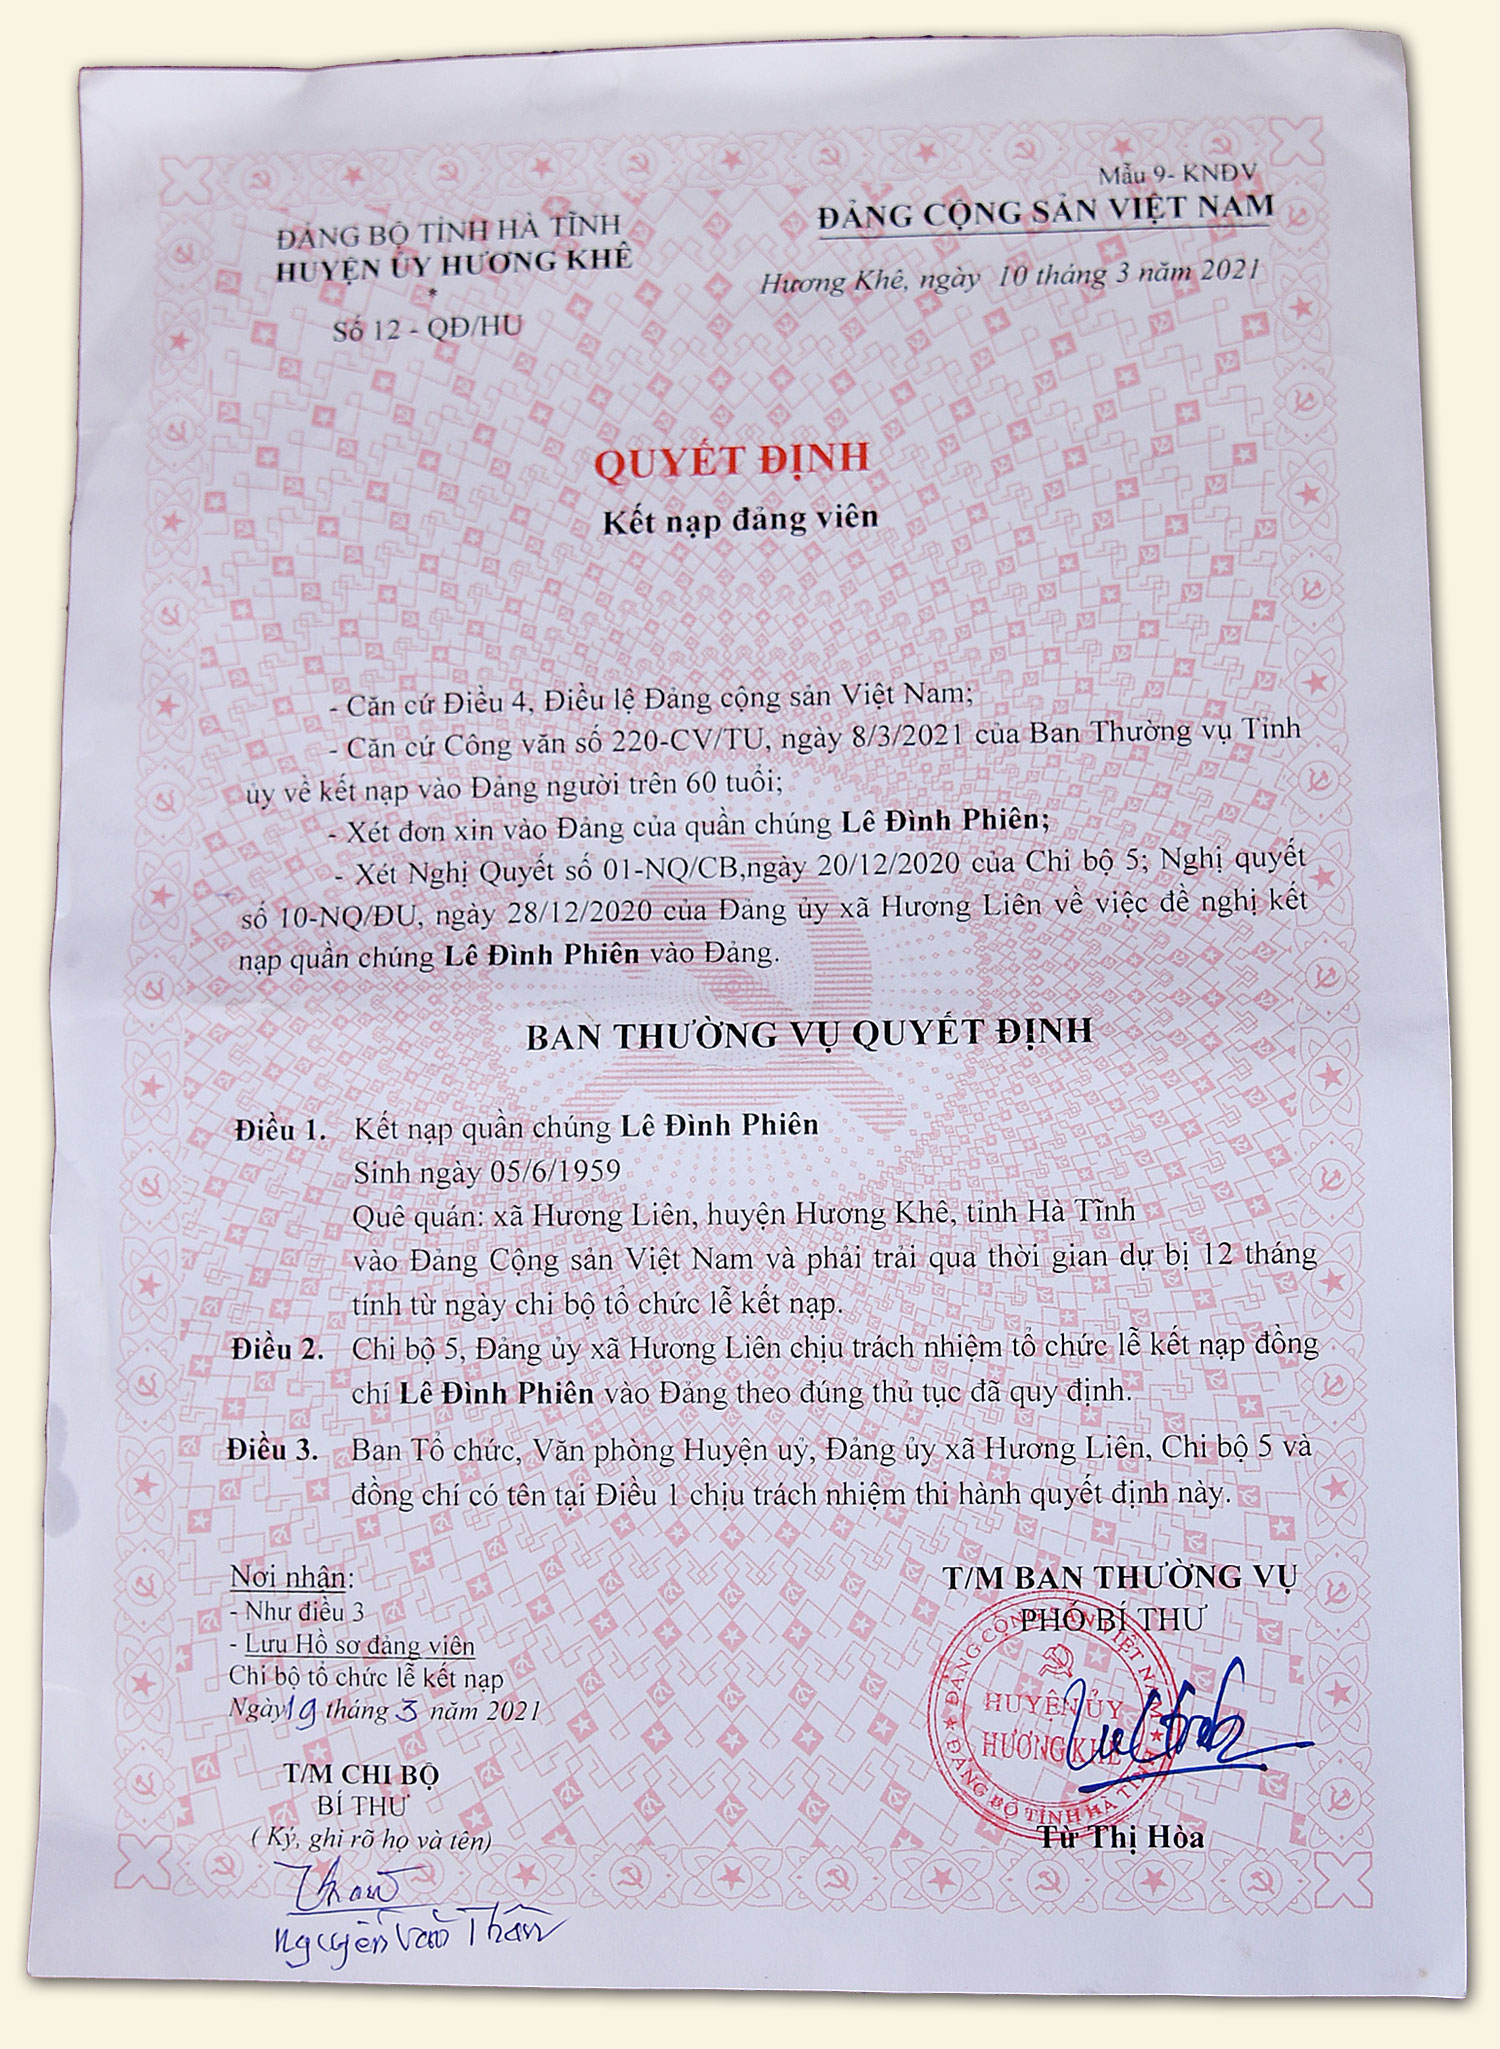 Mẫu 9- KNĐV
ĐẢNG BỘ TỈNH HÀ TĨNH
ĐẢNG CỘNG SẢN VIỆT NAM
HUYỆN ỦY HƯƠNG KHÊ
*
Hương Khê, ngày 10 tháng 3 năm 2021
Số 12 - QĐ/HU
QUYẾT ĐỊNH
Kết nạp đảng viên
- Căn cứ Điều 4, Điều lệ Đảng cộng sản Việt Nam;
- Căn cứ Công văn số 220-CV/TU, ngày 8/3/2021 của Ban Thường vụ Tỉnh
ủy về kết nạp vào Đảng người trên 60 tuổi;
- Xét đơn xin vào Đảng của quần chúng Lê Đình Phiên;
- Xét Nghị Quyết số 01-NQ/CB,ngày 20/12/2020 của Chi bộ 5; Nghị quyết
số 10-NQ/ĐU, ngày 28/12/2020 của Đảng ủy xã Hương Liên về việc đề nghị kết
nạp quần chúng Lê Đình Phiên vào Đảng.
BAN THƯỜNG VỤ QUYẾT ĐỊNH
Điều 1. Kết nạp quần chúng Lê Đình Phiên
Sinh ngày 05/6/1959
Quê quán: xã Hương Liên, huyện Hương Khê, tỉnh Hà Tĩnh
vào Đảng Cộng sản Việt Nam và phải trải qua thời gian dự bị 12 tháng
tính từ ngày chi bộ tổ chức lễ kết nạp.
Điều 2. Chi bộ 5, Đảng ủy xã Hương Liên chịu trách nhiệm tổ chức lễ kết nạp đồng
chí Lê Đình Phiên vào Đảng theo đúng thủ tục đã quy định.
Điều 3. Ban Tổ chức, Văn phòng Huyện uỷ, Đảng ủy xã Hương Liên, Chi bộ 5 và
đồng chí có tên tại Điều 1 chịu trách nhiệm thi hành quyết định này.
Nơi nhận:
- Như điều 3
- Lưu Hồ sơ đảng viên
Chi bộ tổ chức lễ kết nạp
Ngày 19 tháng 3 năm 2021
T/M CHI BỘ
BÍ THƯ
( Ký, ghi rõ họ và tên)
Thân
Nguyễn Văn Thân
T/M BAN THƯỜNG VỤ
PHÓ BÍ THƯ
ĐẢNG CỘNG SẢN VIỆT NAM
HUYỆN ỦY
HƯƠNG KHÊ
ĐẢNG BỘ TỈNH HÀ TĨNH
Từ Thị Hòa